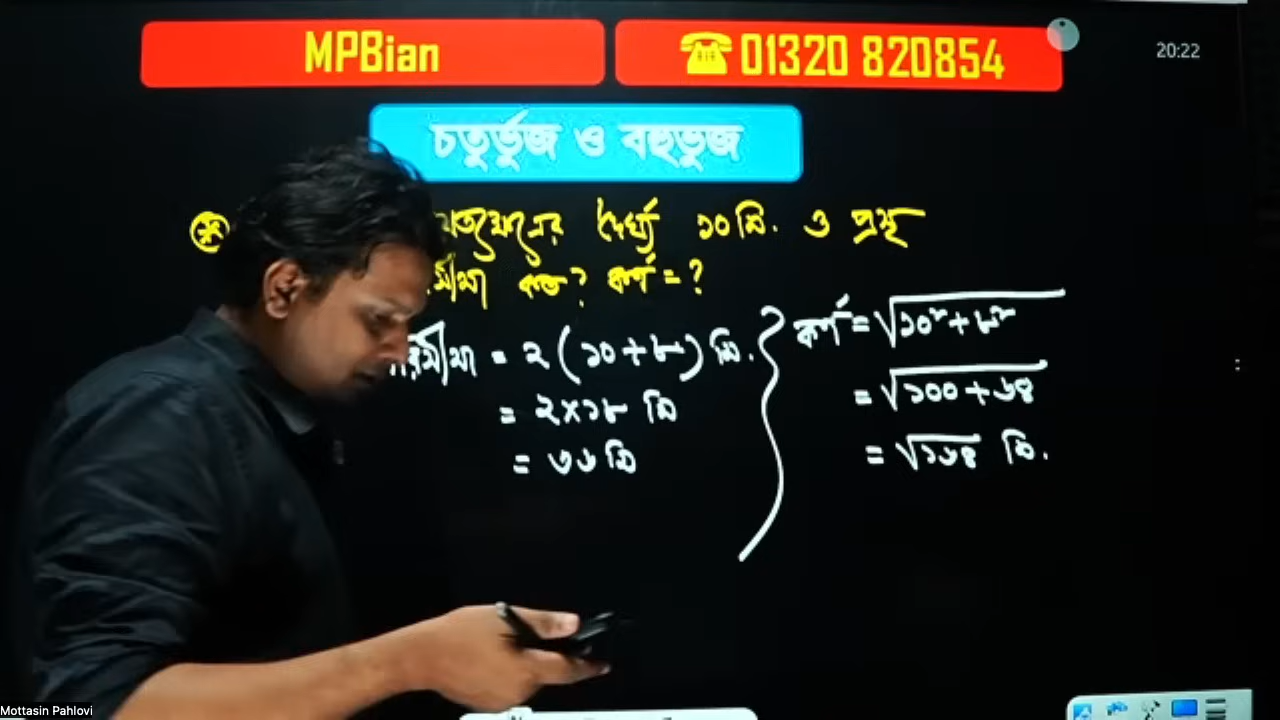 MPBian
☎ 01320 820854
20:22
চতুর্ভুজ ও বহুভুজ
দৈর্ঘ্য ১০ মি. ও প্রস্থ
কত? কর্ণ = ?
= ২ (১০ + ৮) মি.
= ২ × ১৮ মি
= ৩৬ মি
কর্ণ = √১০² + ৮²
= √১০০ + ৬৪
= √১৬৪ মি.
Mottasin Pahlovi